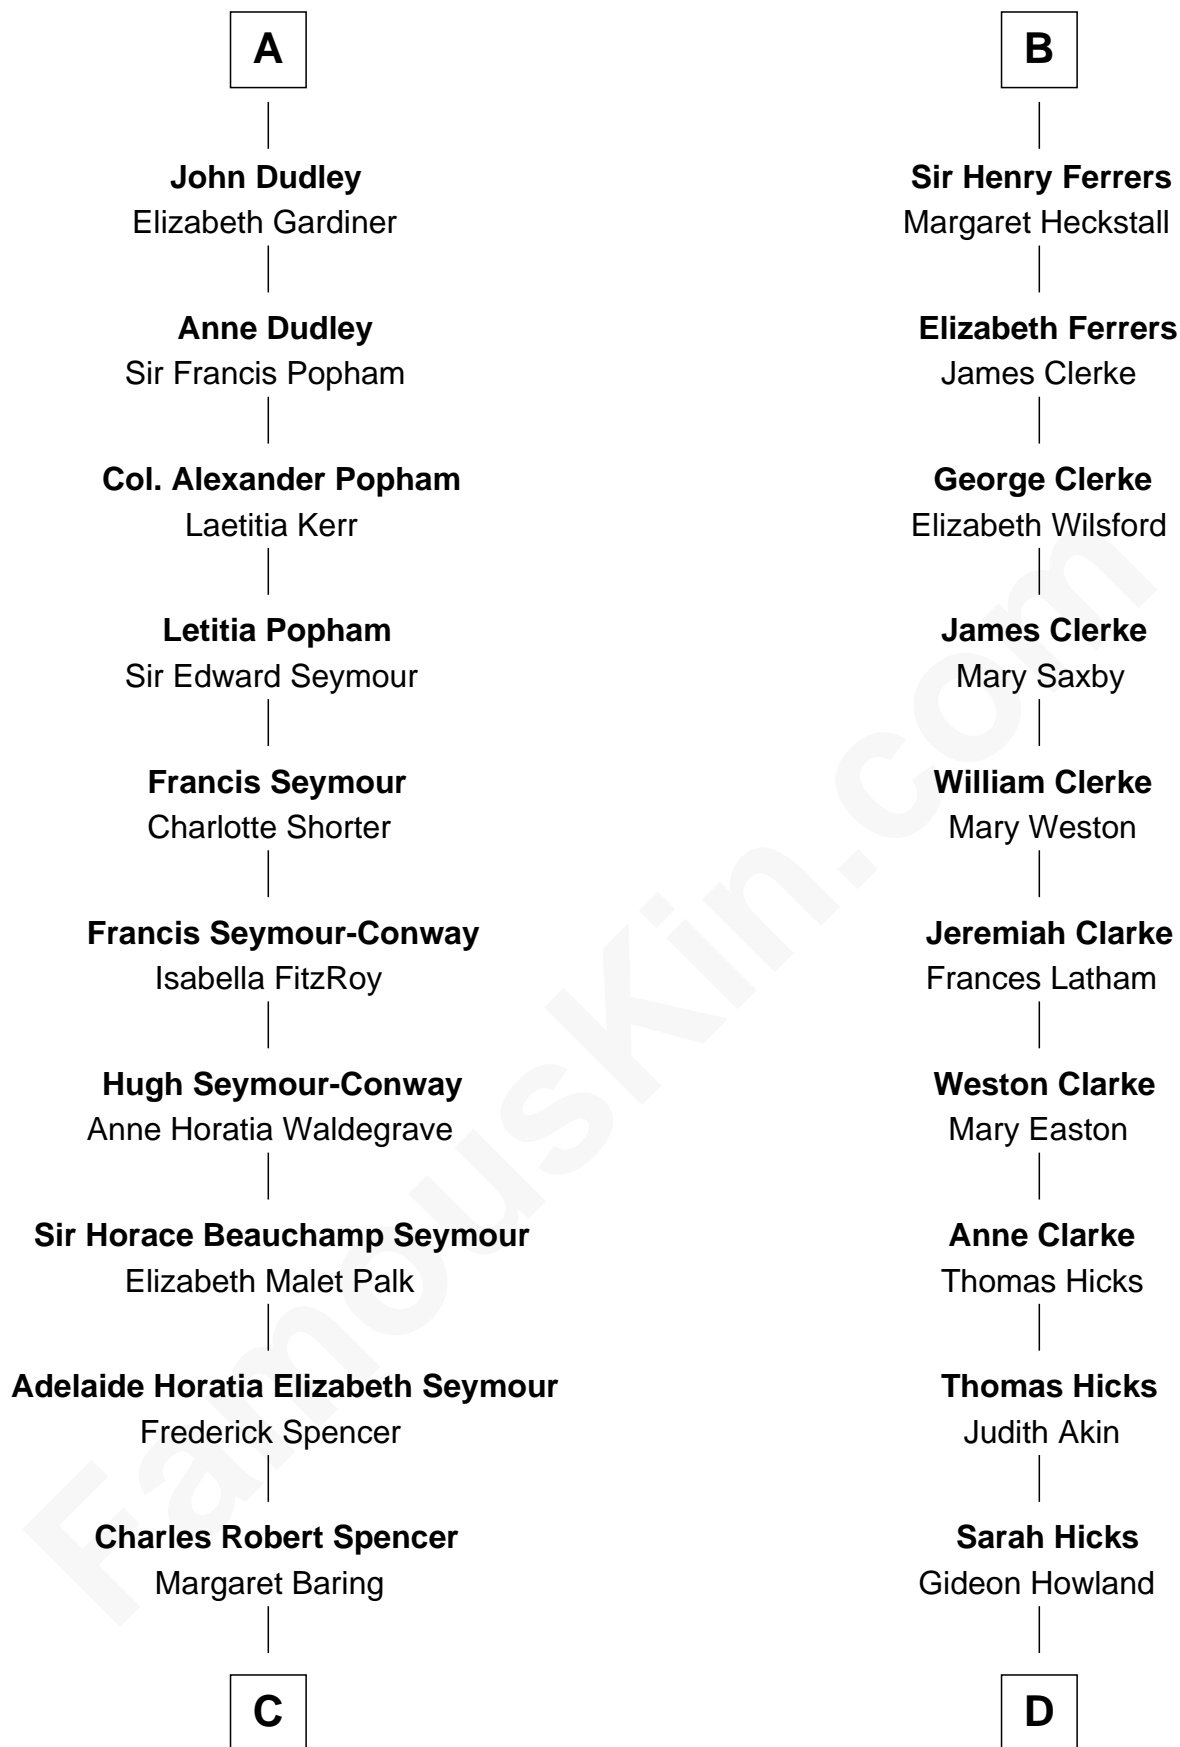 A
John Dudley
Elizabeth Gardiner
Anne Dudley
Sir Francis Popham
Col. Alexander Popham
Laetitia Kerr
Letitia Popham
Sir Edward Seymour
Francis Seymour
Charlotte Shorter
Francis Seymour-Conway
Isabella FitzRoy
Hugh Seymour-Conway
Anne Horatia Waldegrave
Sir Horace Beauchamp Seymour
Elizabeth Malet Palk
Adelaide Horatia Elizabeth Seymour
Frederick Spencer
Charles Robert Spencer
Margaret Baring
C
B
Sir Henry Ferrers
Margaret Heckstall
Elizabeth Ferrers
James Clerke
George Clerke
Elizabeth Wilsford
James Clerke
Mary Saxby
William Clerke
Mary Weston
Jeremiah Clarke
Frances Latham
Weston Clarke
Mary Easton
Anne Clarke
Thomas Hicks
Thomas Hicks
Judith Akin
Sarah Hicks
Gideon Howland
D
FamousKin.com